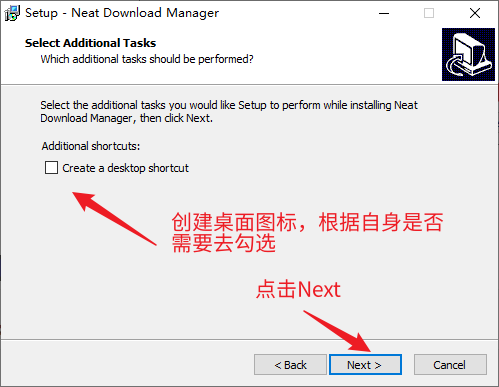 Setup - Neat Download Manager
Select Additional Tasks
Which additional tasks should be performed?
Select the additional tasks you would like Setup to perform while installing Neat
Download Manager, then click Next.
Additional shortcuts:
Create a desktop shortcut
创建桌面图标，根据自身是否
需要去勾选
点击Next
< Back
Next >
Cancel